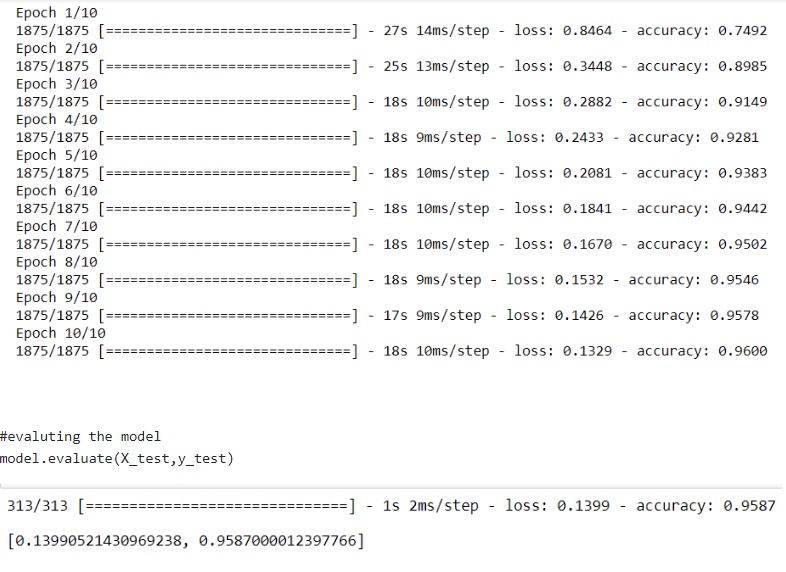 Epoch 1/10
1875/1875 [==============================] - 27s 14ms/step - loss: 0.8464 - accuracy: 0.7492
Epoch 2/10
1875/1875 [==============================] - 25s 13ms/step - loss: 0.3448 - accuracy: 0.8985
Epoch 3/10
1875/1875 [==============================] - 18s 10ms/step - loss: 0.2882 - accuracy: 0.9149
Epoch 4/10
1875/1875 [==============================] - 18s 9ms/step - loss: 0.2433 - accuracy: 0.9281
Epoch 5/10
1875/1875 [==============================] - 18s 10ms/step - loss: 0.2081 - accuracy: 0.9383
Epoch 6/10
1875/1875 [==============================] - 18s 10ms/step - loss: 0.1841 - accuracy: 0.9442
Epoch 7/10
1875/1875 [==============================] - 18s 10ms/step - loss: 0.1670 - accuracy: 0.9502
Epoch 8/10
1875/1875 [==============================] - 18s 9ms/step - loss: 0.1532 - accuracy: 0.9546
Epoch 9/10
1875/1875 [==============================] - 17s 9ms/step - loss: 0.1426 - accuracy: 0.9578
Epoch 10/10
1875/1875 [==============================] - 18s 10ms/step - loss: 0.1329 - accuracy: 0.9600
#evaluting the model
model.evaluate(X_test,y_test)
313/313 [==============================] - 1s 2ms/step - loss: 0.1399 - accuracy: 0.9587
[0.13990521430969238, 0.9587000012397766]